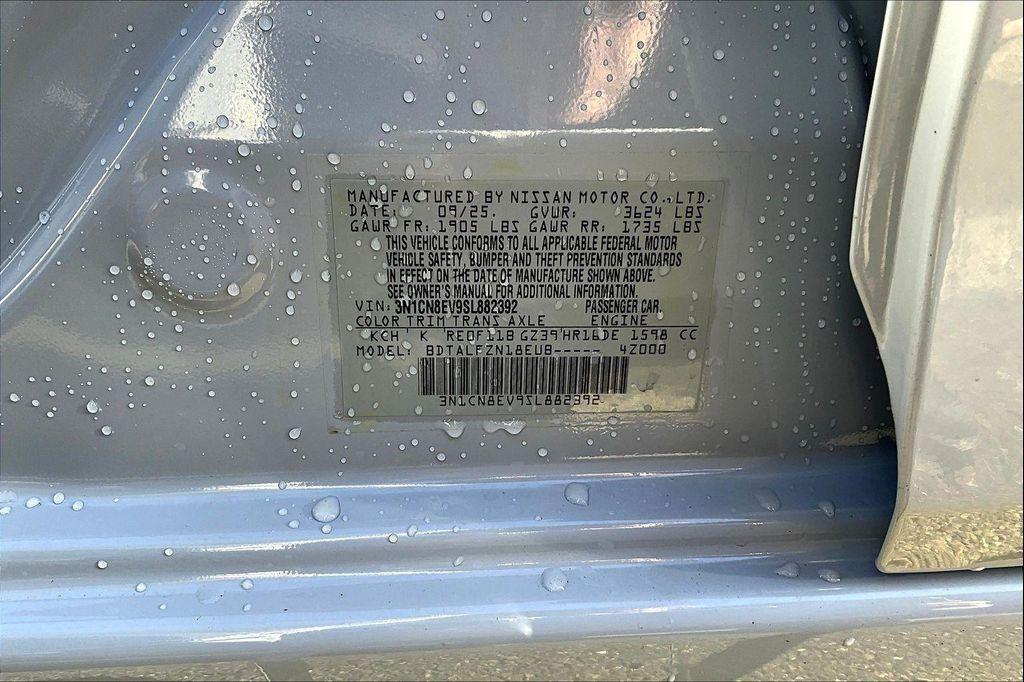 MANUFACTURED BY NISSAN MOTOR CO.,LTD.
DATE: 09/25. GVWR: 3624 LBS
GAWR FR: 1905 LBS GAWR RR: 1735 LBS
THIS VEHICLE CONFORMS TO ALL APPLICABLE FEDERAL MOTOR
VEHICLE SAFETY, BUMPER AND THEFT PREVENTION STANDARDS
IN EFFECT ON THE DATE OF MANUFACTURE SHOWN ABOVE.
SEE OWNER'S MANUAL FOR ADDITIONAL INFORMATION.
VIN: 3N1CN8EV9SL882392 PASSENGER CAR.
COLOR TRIM TRANS AXLE ENGINE
KCH K RE0F11B GZ39 HR16DE 1598 CC
MODEL: BDTALFZN18EUB----- 4Z000
3N1CN8EV9SL882392